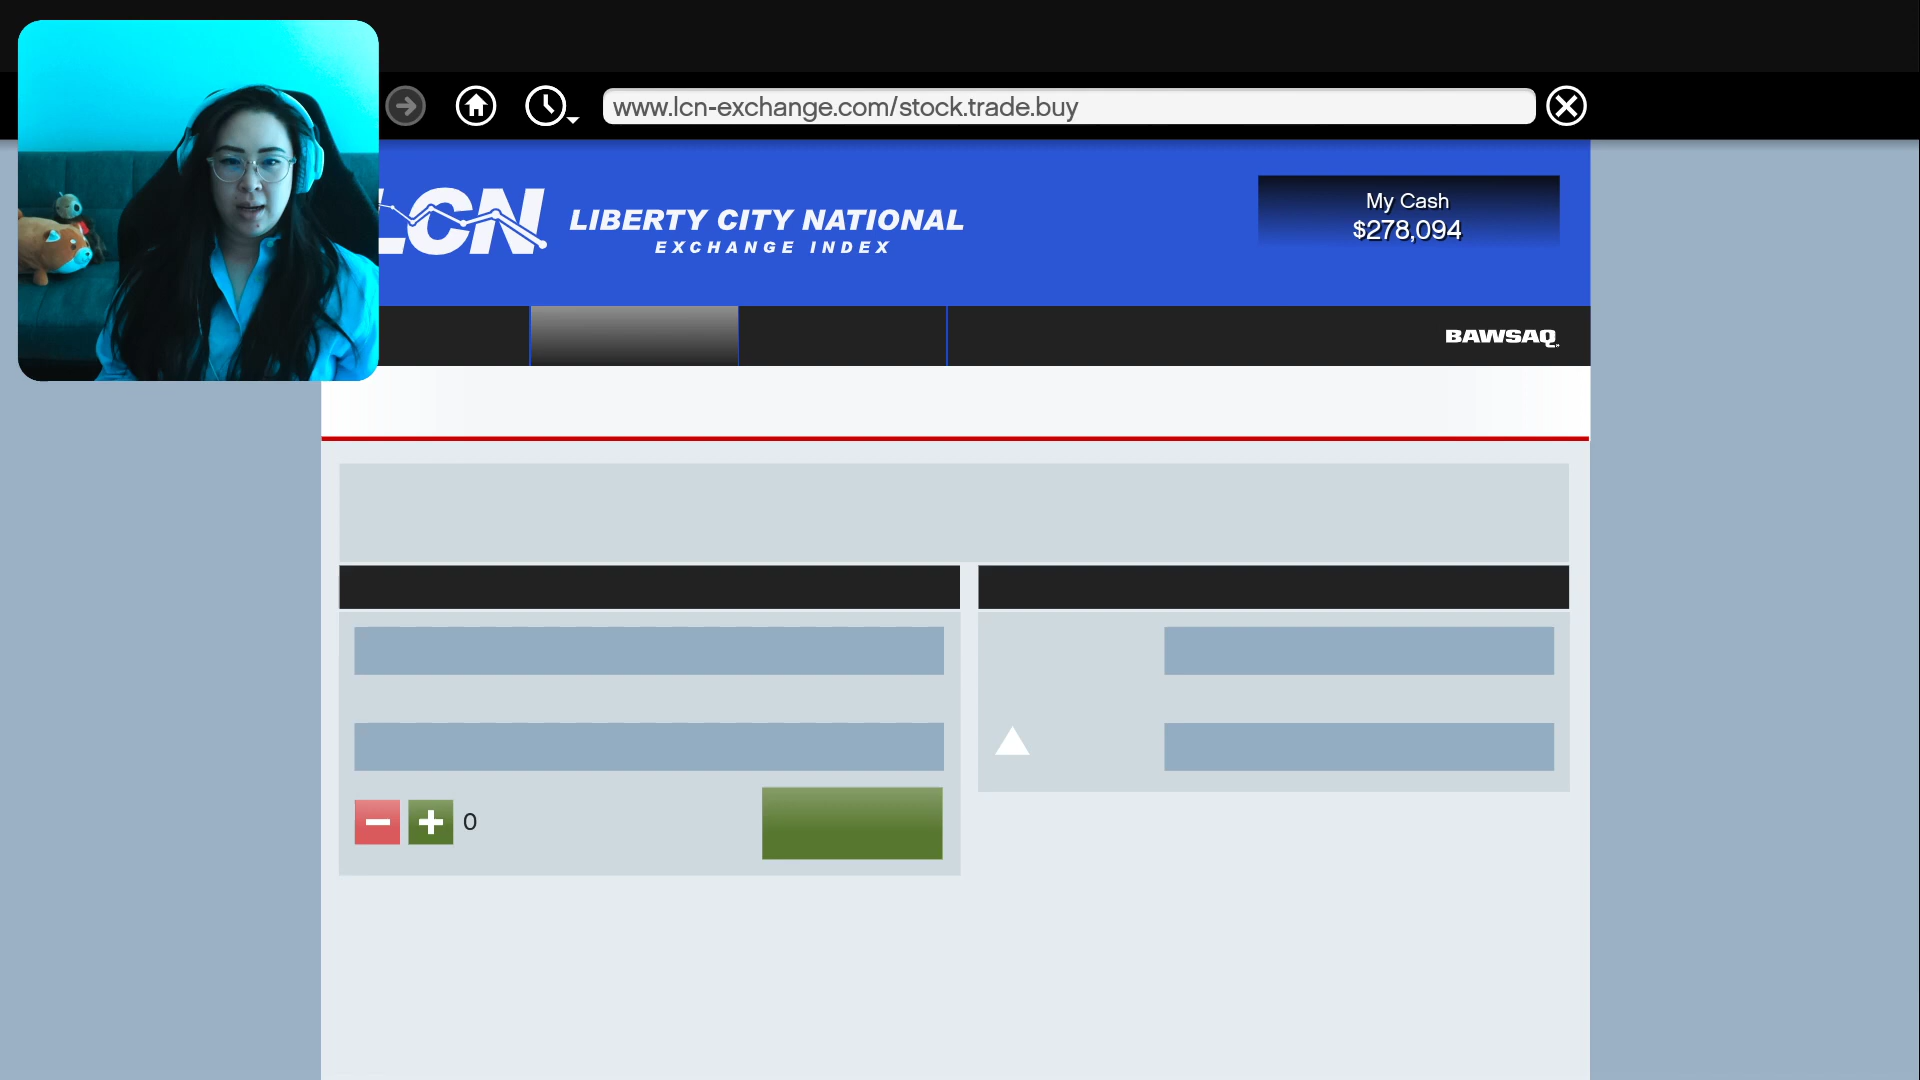 www.lcn-exchange.com/stock.trade.buy
LCN
LIBERTY CITY NATIONAL
EXCHANGE INDEX
My Cash
$278,094
BAWSAQ
0